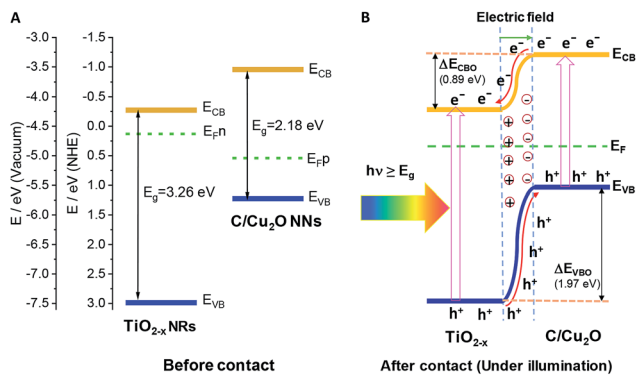 A
E / eV (Vacuum)
-3.0
-3.5
-4.0
-4.5
-5.0
-5.5
-6.0
-6.5
-7.0
-7.5
E / eV (NHE)
-1.5
-1.0
-0.5
0.0
0.5
1.0
1.5
2.0
2.5
3.0
E_CB
E_Fn
E_g=3.26 eV
E_VB
TiO₂₋ₓ NRs
E_CB
E_g=2.18 eV
E_Fp
E_VB
C/Cu₂O NNs
Before contact
B
Electric field
e⁻ e⁻ e⁻ e⁻
E_CB
ΔE_CBO
(0.89 eV)
e⁻
e⁻ e⁻
+ -
+ -
+ -
+ -
+ -
E_F
hν ≥ E_g
E_VB
h⁺ h⁺ h⁺
h⁺
h⁺
h⁺
ΔE_VBO
(1.97 eV)
h⁺ h⁺ h⁺
TiO₂₋ₓ
C/Cu₂O
After contact (Under illumination)